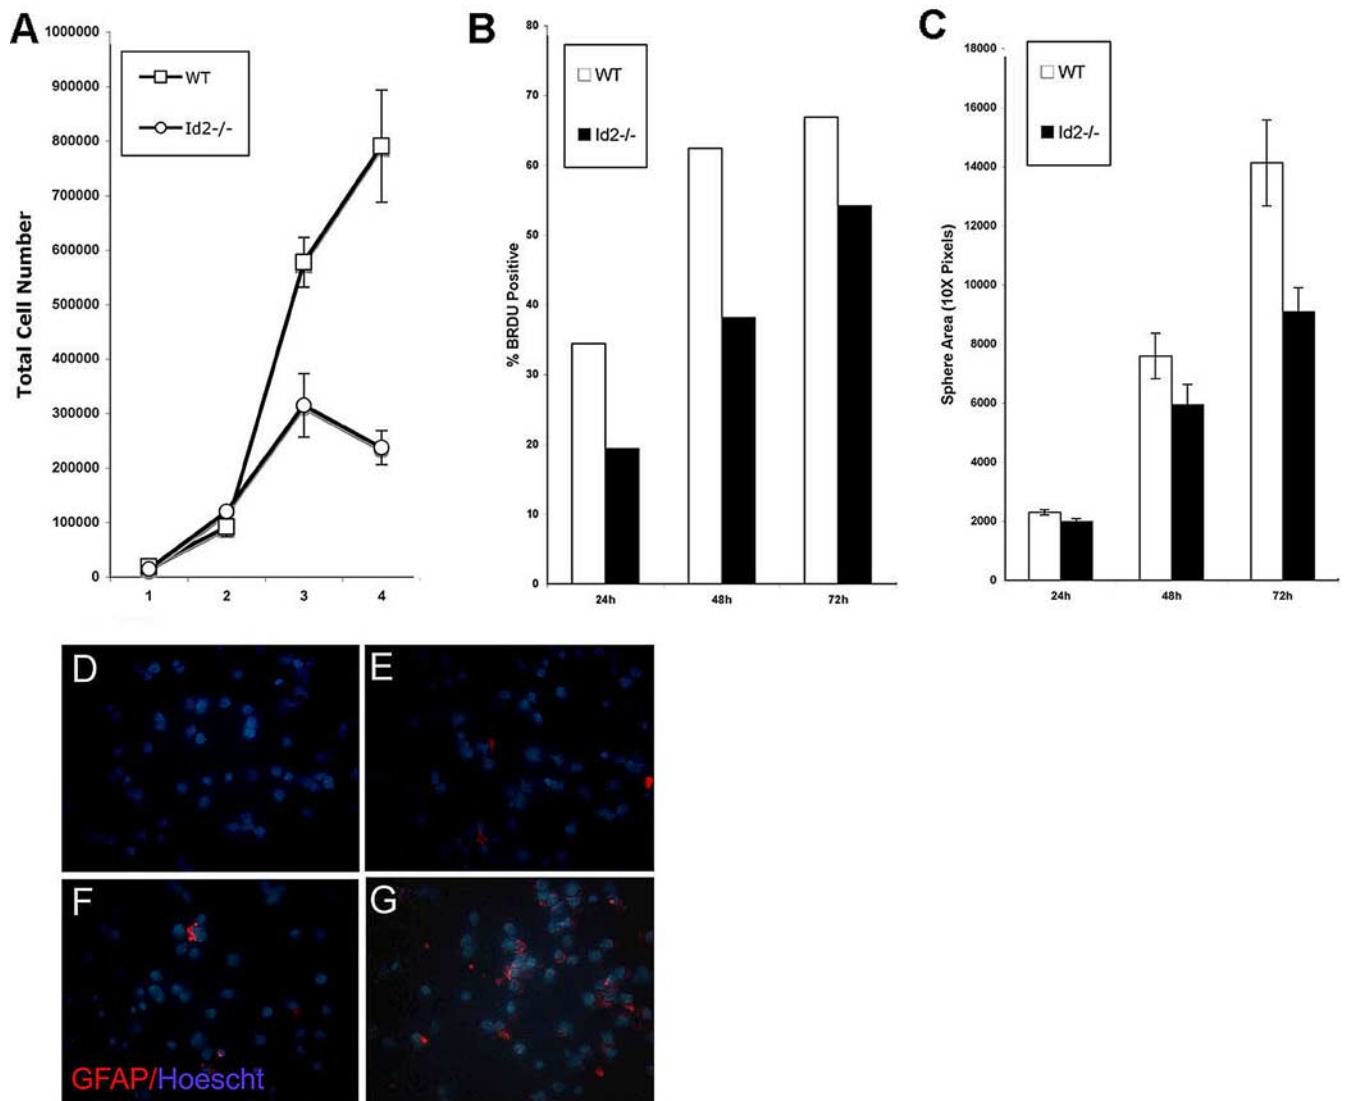 A
Total Cell Number
1000000
900000
800000
700000
600000
500000
400000
300000
200000
100000
0
WT
Id2-/-
1 2 3 4
B
% BRDU Positive
80
70
60
50
40
30
20
10
0
WT
Id2-/-
24h 48h 72h
C
Sphere Area (10X Pixels)
18000
16000
14000
12000
10000
8000
6000
4000
2000
0
WT
Id2-/-
24h 48h 72h
D
E
F
GFAP/Hoescht
G